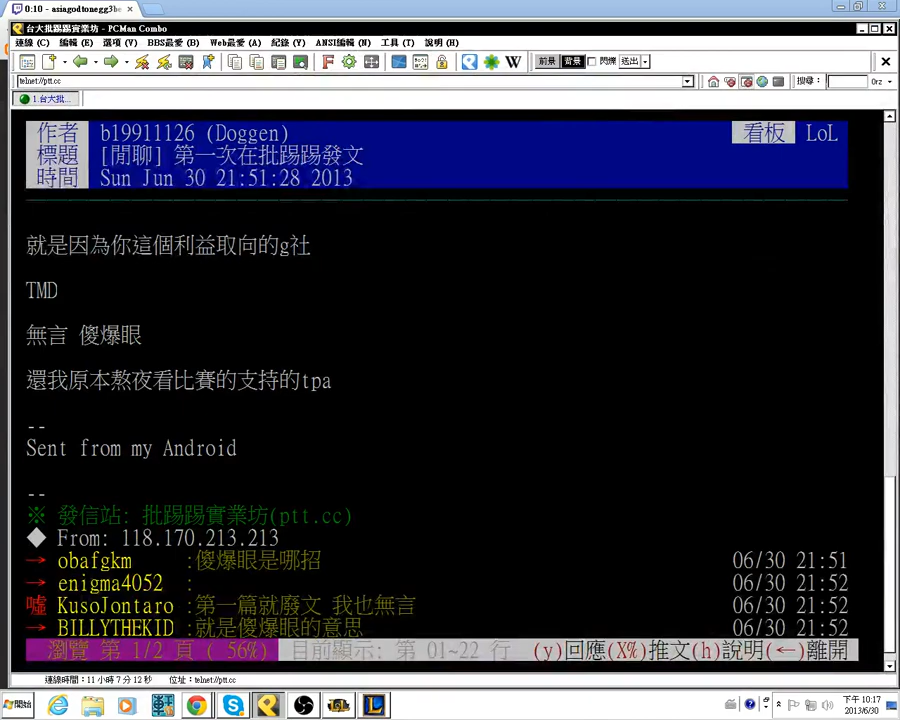 0:10 - asiagodtonegg3be
台大批踢踢實業坊 - PCMan Combo
連線 (C) 編輯 (E) 選項 (V) BBS最愛 (B) Web最愛 (A) 紀錄 (Y) ANSI編輯 (N) 工具 (T) 說明 (H)
前景 背景 閃爍 送出
telnet://ptt.cc
搜尋：
Orz
1.台大批...
作者 b19911126 (Doggen) 看板 LoL
標題 [閒聊] 第一次在批踢踢發文
時間 Sun Jun 30 21:51:28 2013
就是因為你這個利益取向的g社
TMD
無言 傻爆眼
還我原本熬夜看比賽的支持的tpa
--
Sent from my Android
--
※ 發信站: 批踢踢實業坊(ptt.cc)
◆ From: 118.170.213.213
→ obafgkm :傻爆眼是哪招 06/30 21:51
→ enigma4052 : 06/30 21:52
噓 KusoJontaro :第一篇就廢文 我也無言 06/30 21:52
→ BILLYTHEKID :就是傻爆眼的意思 06/30 21:52
瀏覽 第 1/2 頁 ( 56%) 目前顯示: 第 01~22 行 (y)回應(X%)推文(h)說明(←)離開
連線時間：11 小時 7 分 12 秒 位址：telnet://ptt.cc
開始
下午 10:17
2013/6/30